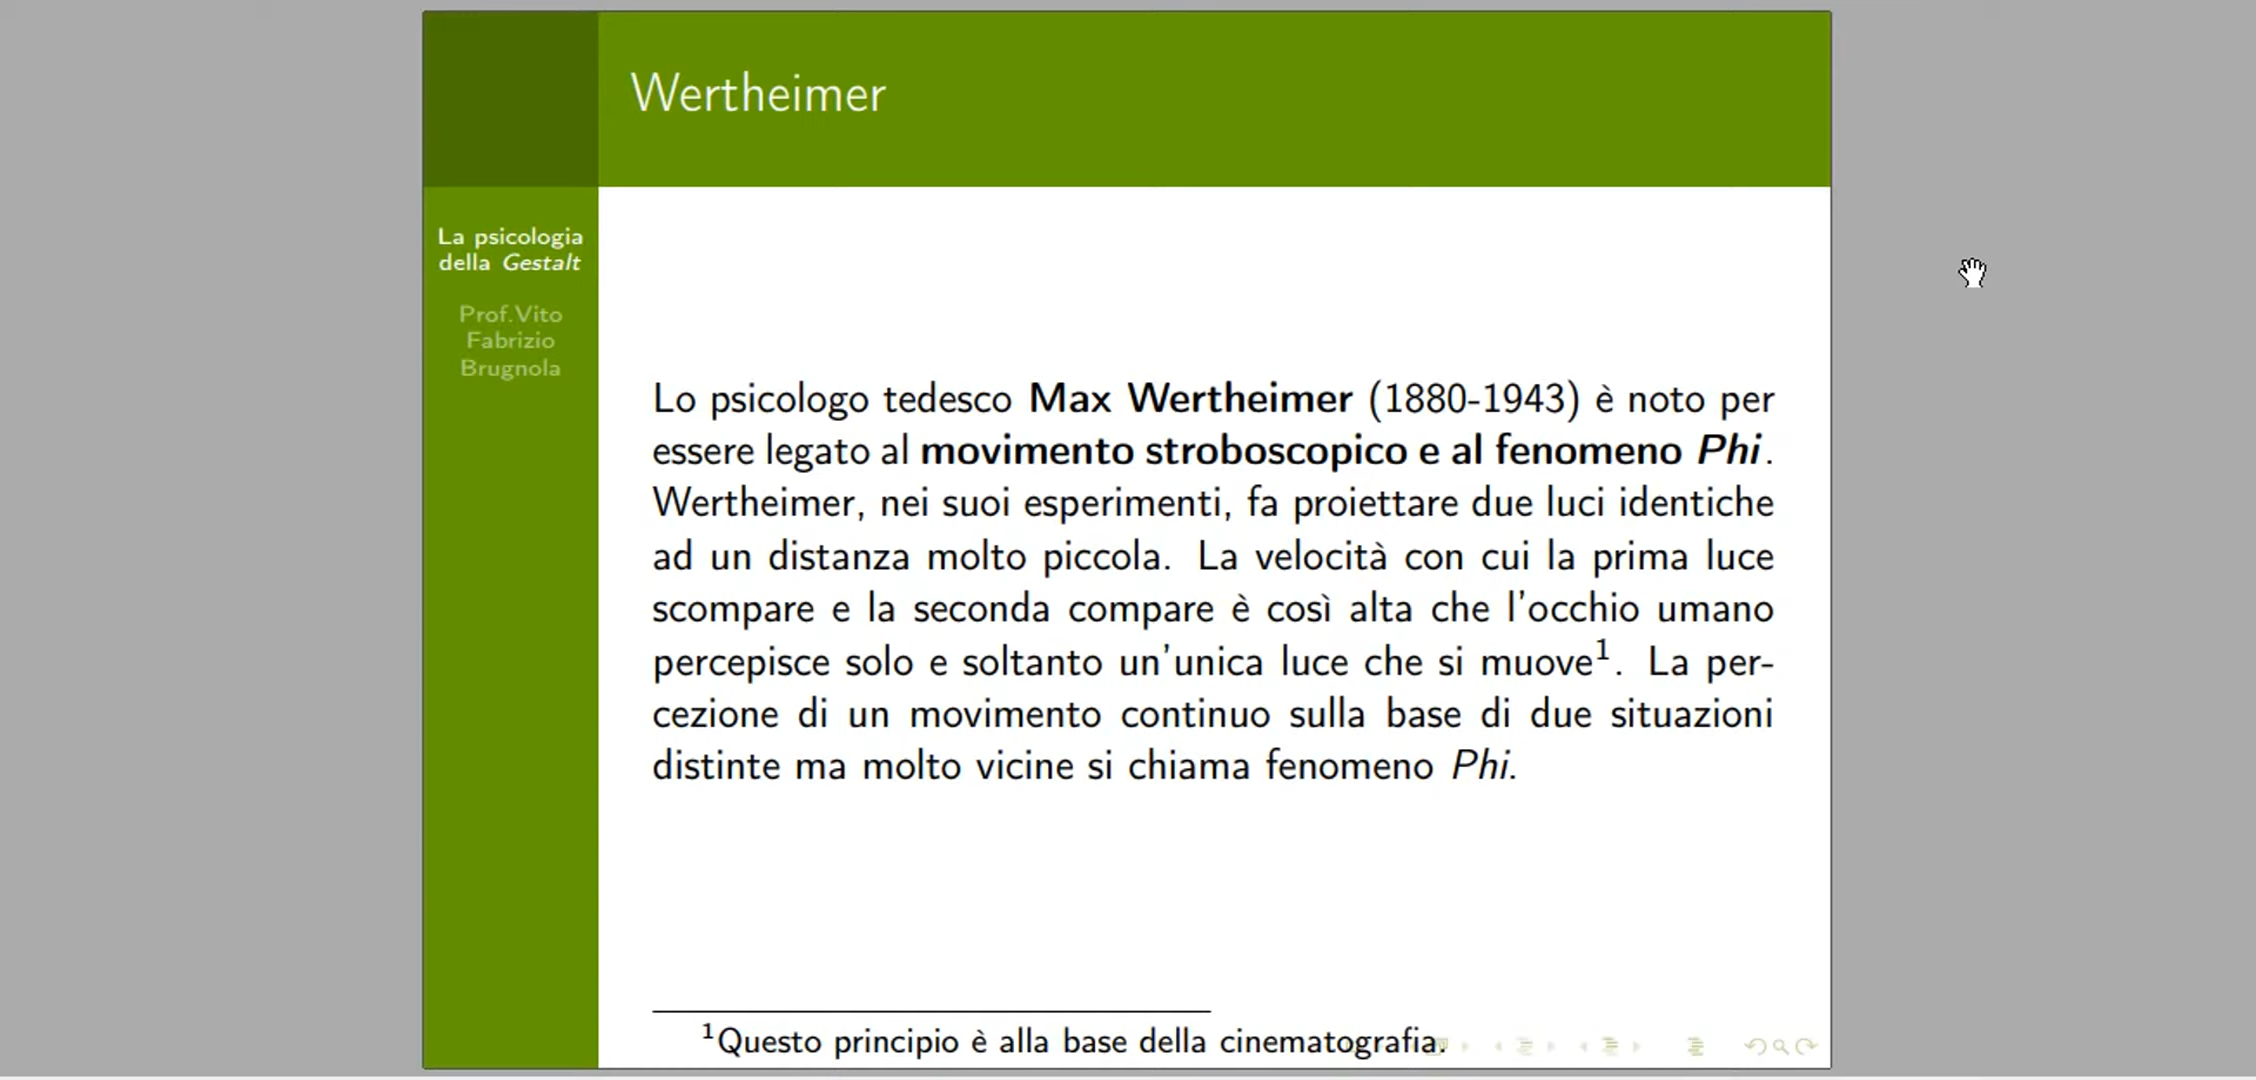 Wertheimer
La psicologia
della Gestalt
Prof.Vito
Fabrizio
Brugnola
Lo psicologo tedesco Max Wertheimer (1880-1943) è noto per
essere legato al movimento stroboscopico e al fenomeno Phi.
Wertheimer, nei suoi esperimenti, fa proiettare due luci identiche
ad un distanza molto piccola. La velocità con cui la prima luce
scompare e la seconda compare è così alta che l'occhio umano
percepisce solo e soltanto un'unica luce che si muove¹. La per-
cezione di un movimento continuo sulla base di due situazioni
distinte ma molto vicine si chiama fenomeno Phi.
¹Questo principio è alla base della cinematografia.